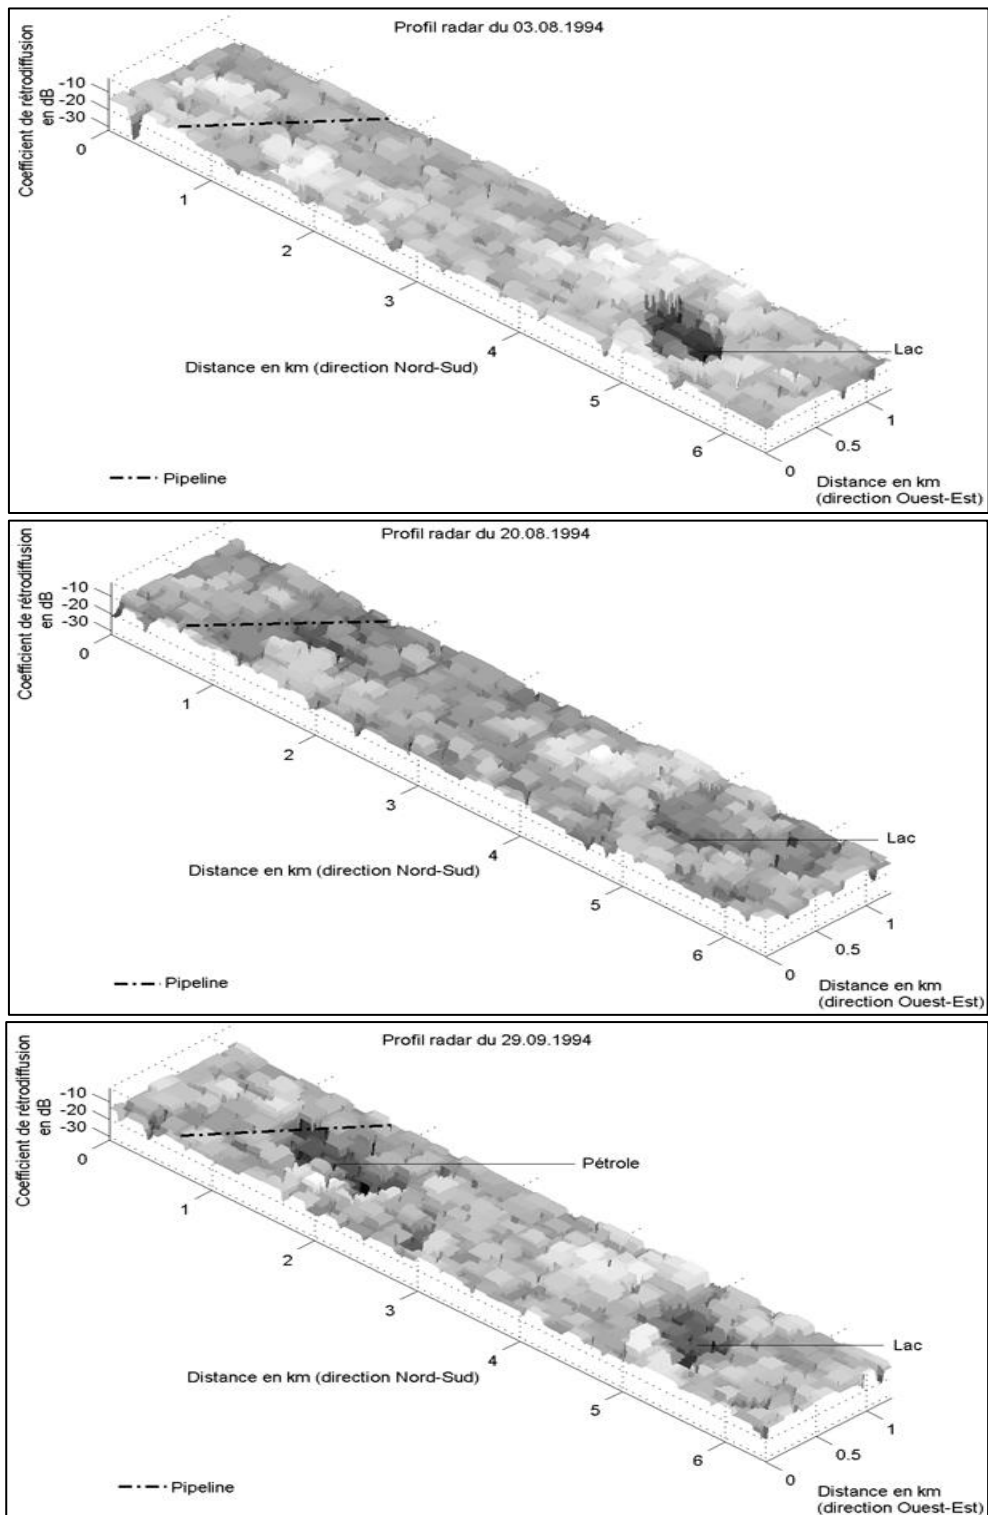 Profil radar du 03.08.1994
Coefficient de rétrodiffusion
en dB
-10
-20
-30
0
1
2
3
4
5
6
Distance en km (direction Nord-Sud)
Lac
0
0.5
1
Distance en km
(direction Ouest-Est)
Pipeline
Profil radar du 20.08.1994
Coefficient de rétrodiffusion
en dB
-10
-20
-30
0
1
2
3
4
5
6
Distance en km (direction Nord-Sud)
Lac
0
0.5
1
Distance en km
(direction Ouest-Est)
Pipeline
Profil radar du 29.09.1994
Coefficient de rétrodiffusion
en dB
-10
-20
-30
0
1
2
3
4
5
6
Pétrole
Distance en km (direction Nord-Sud)
Lac
0
0.5
1
Distance en km
(direction Ouest-Est)
Pipeline